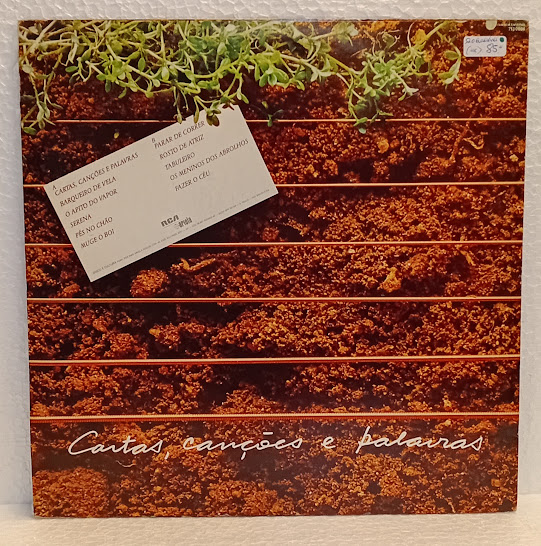 85-
A
CARTAS, CANÇÕES E PALAVRAS
BARQUEIRO DE VELA
O APITO DO VAPOR
SERENA
PÉS NO CHÃO
MUGE O BOI
B
PARAR DE CORRER
ROSTO DE ATRIZ
TABULEIRO
OS MENINOS DOS ABROLHOS
FAZER O CÉU
RCA
Cartas, canções e palavras